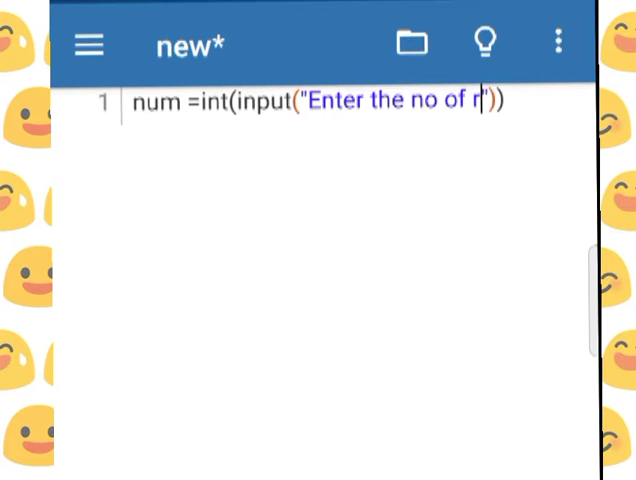 new*
1 num =int(input("Enter the no of r"))